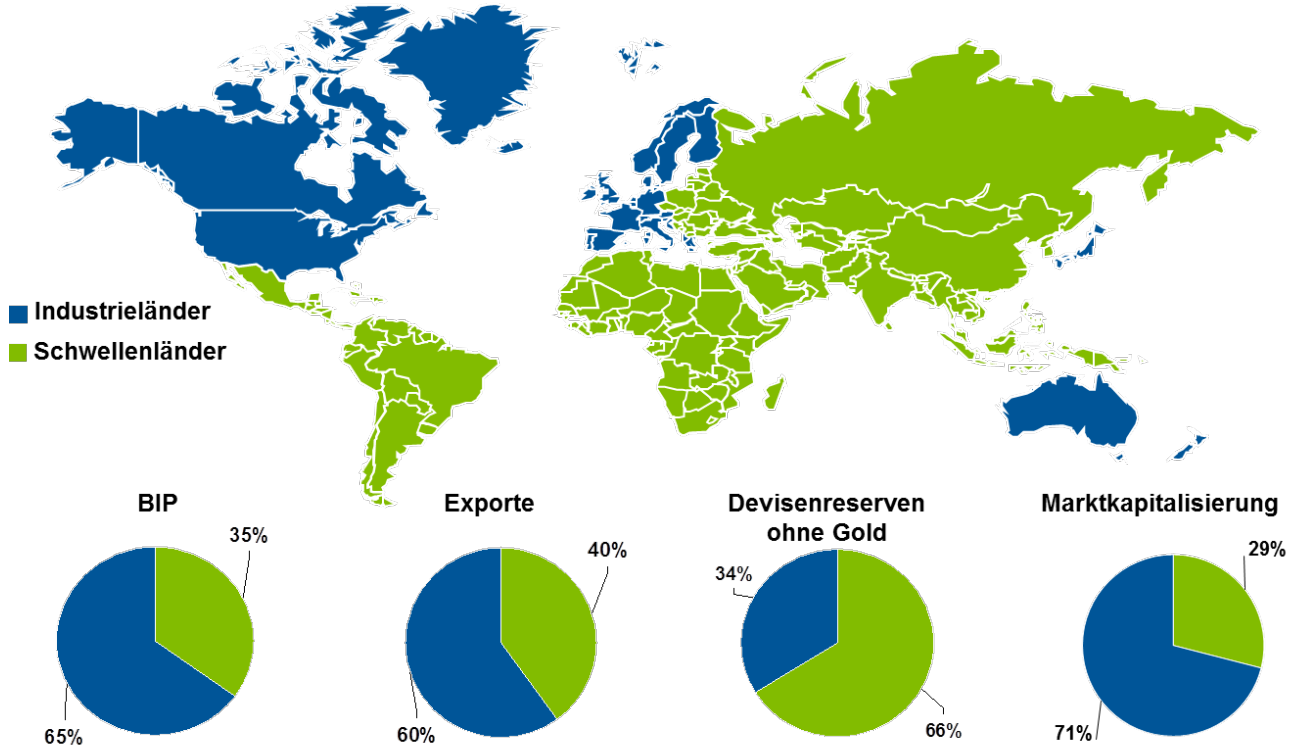 Industrieländer
Schwellenländer
BIP
35%
65%
Exporte
40%
60%
Devisenreserven
ohne Gold
34%
66%
Marktkapitalisierung
29%
71%